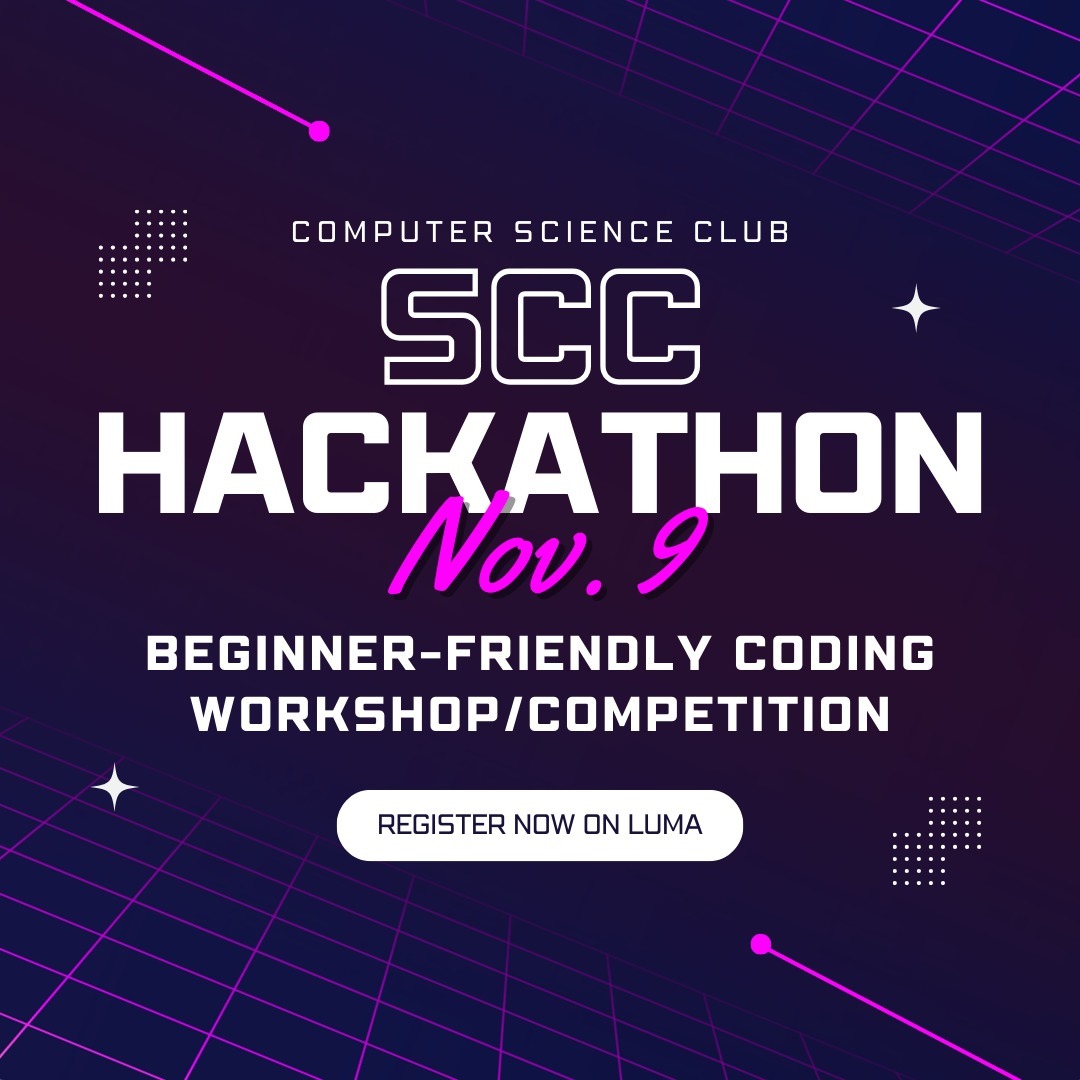 COMPUTER SCIENCE CLUB
SCC
HACKATHON
Nov. 9
BEGINNER-FRIENDLY CODING
WORKSHOP/COMPETITION
REGISTER NOW ON LUMA